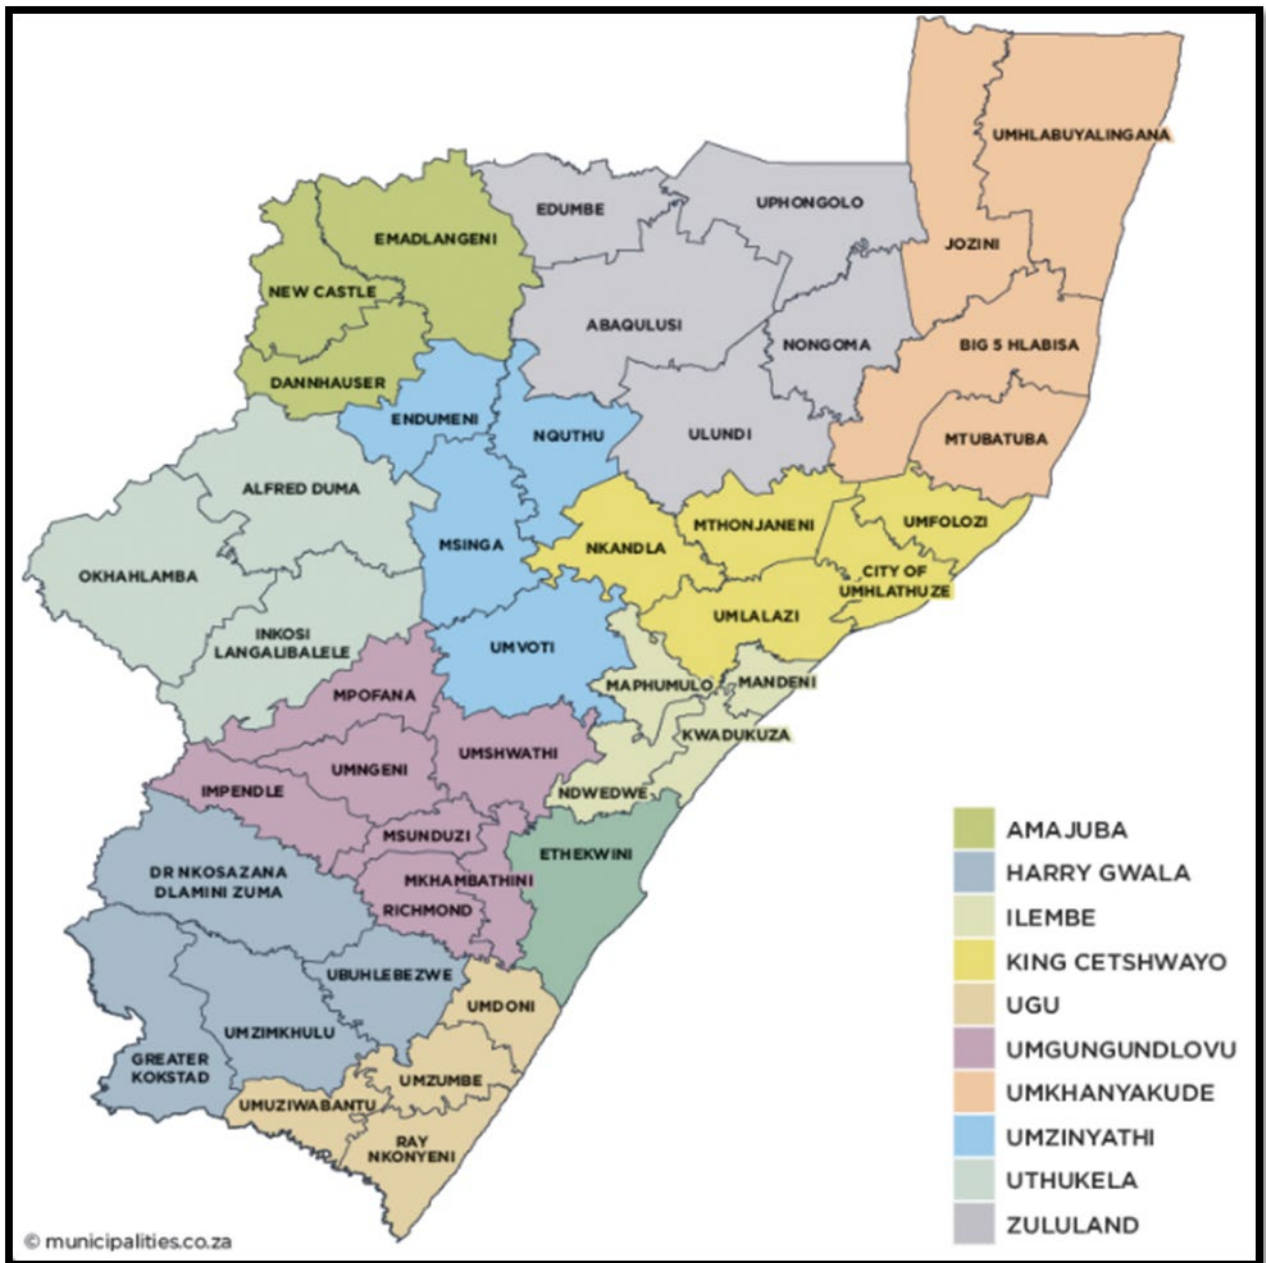 UMHLABUYALINGANA
EDUMBE
UPHONGOLO
EMADLANGENI
JOZINI
NEW CASTLE
ABAQULUSI
NONGOMA
BIG 5 HLABISA
DANNHAUSER
ENDUMENI
NQUTHU
ULUNDI
MTUBATUBA
ALFRED DUMA
MTHONJANENI
UMFOLOZI
MSINGA
NKANDLA
OKHAHLAMBA
CITY OF
UMHLATHUZE
UMLALAZI
INKOSI
LANGALIBALELE
UMVOTI
MPOFANA
MAPHUMULO
MANDENI
KWADUKUZA
UMSHWATHI
UMNGENI
IMPENDLE
NDWEDWE
MSUNDUZI
ETHEKWINI
DR NKOSAZANA
DLAMINI ZUMA
MKHAMBATHINI
RICHMOND
UBUHLEBEZWE
UMDONI
UMZIMKHULU
GREATER
KOKSTAD
UMZUMBE
UMUZIWABANTU
RAY
NKONYENI
AMAJUBA
HARRY GWALA
ILEMBE
KING CETSHWAYO
UGU
UMGUNGUNDLOVU
UMKHANYAKUDE
UMZINYATHI
UTHUKELA
ZULULAND
© municipalities.co.za